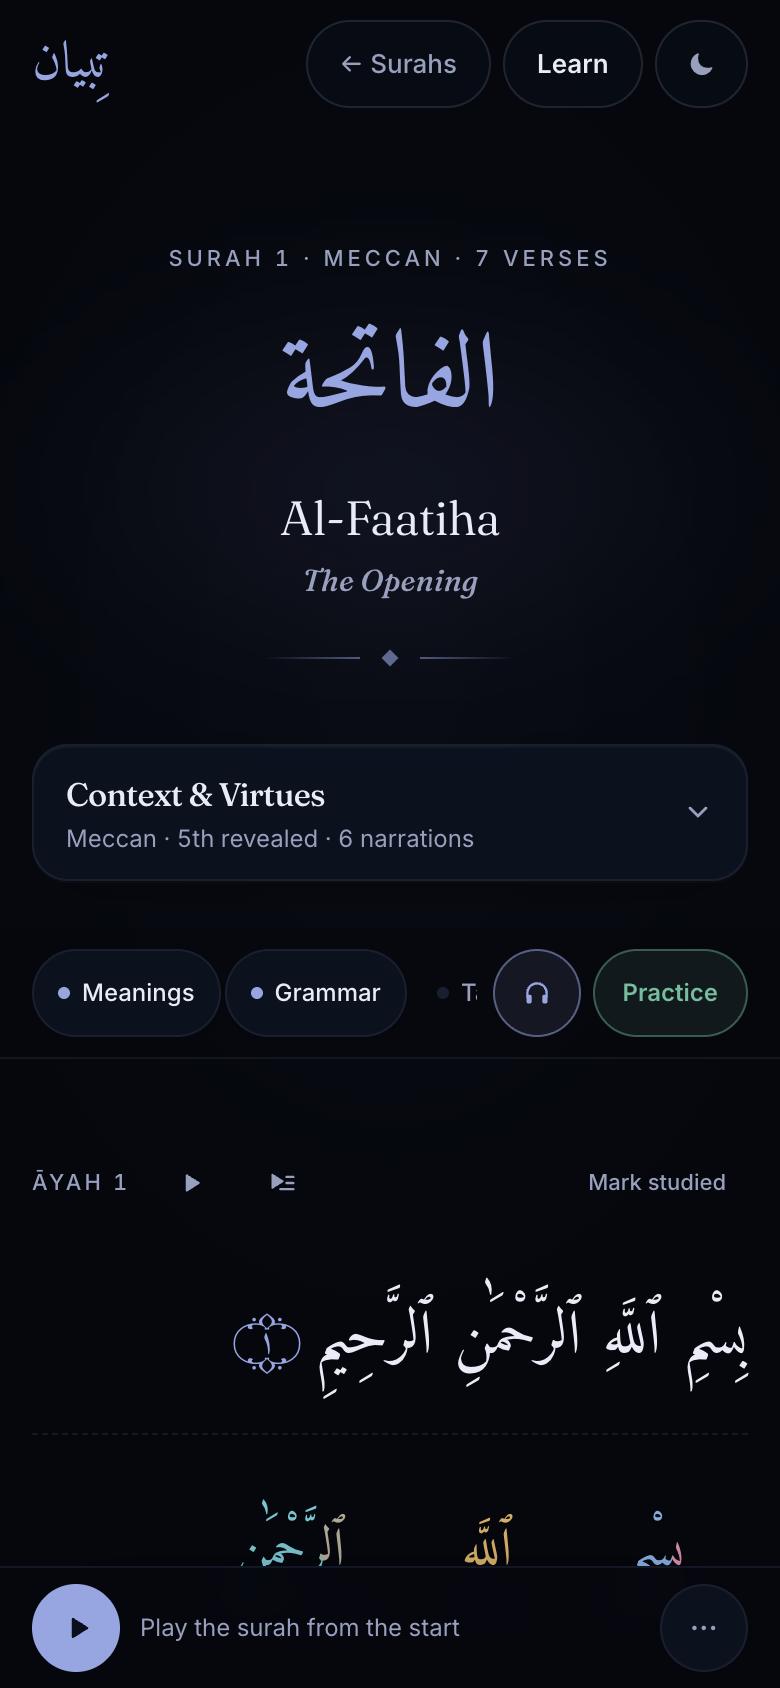 تِبيان
← Surahs
Learn
SURAH 1 · MECCAN · 7 VERSES
الفاتحة
Al-Faatiha
The Opening
Context & Virtues
Meccan · 5th revealed · 6 narrations
Meanings
Grammar
Practice
ĀYAH 1
Mark studied
بِسْمِ ٱللَّهِ ٱلرَّحْمَٰنِ ٱلرَّحِيمِ ١
بِسْمِ ٱللَّهِ ٱلرَّحْمَٰنِ
Play the surah from the start